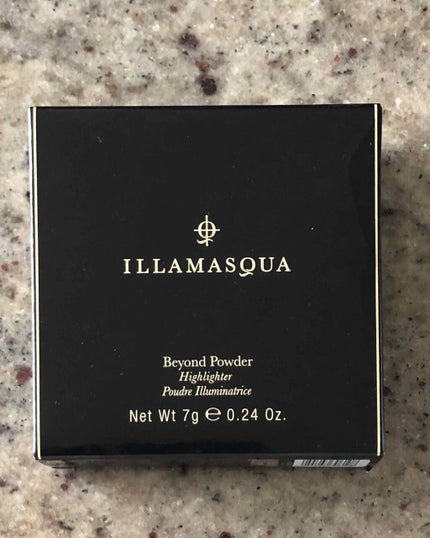 ILLAMASQUA
Beyond Powder
Highlighter
Poudre Illuminatrice
Net Wt 7g ℮ 0.24 Oz.